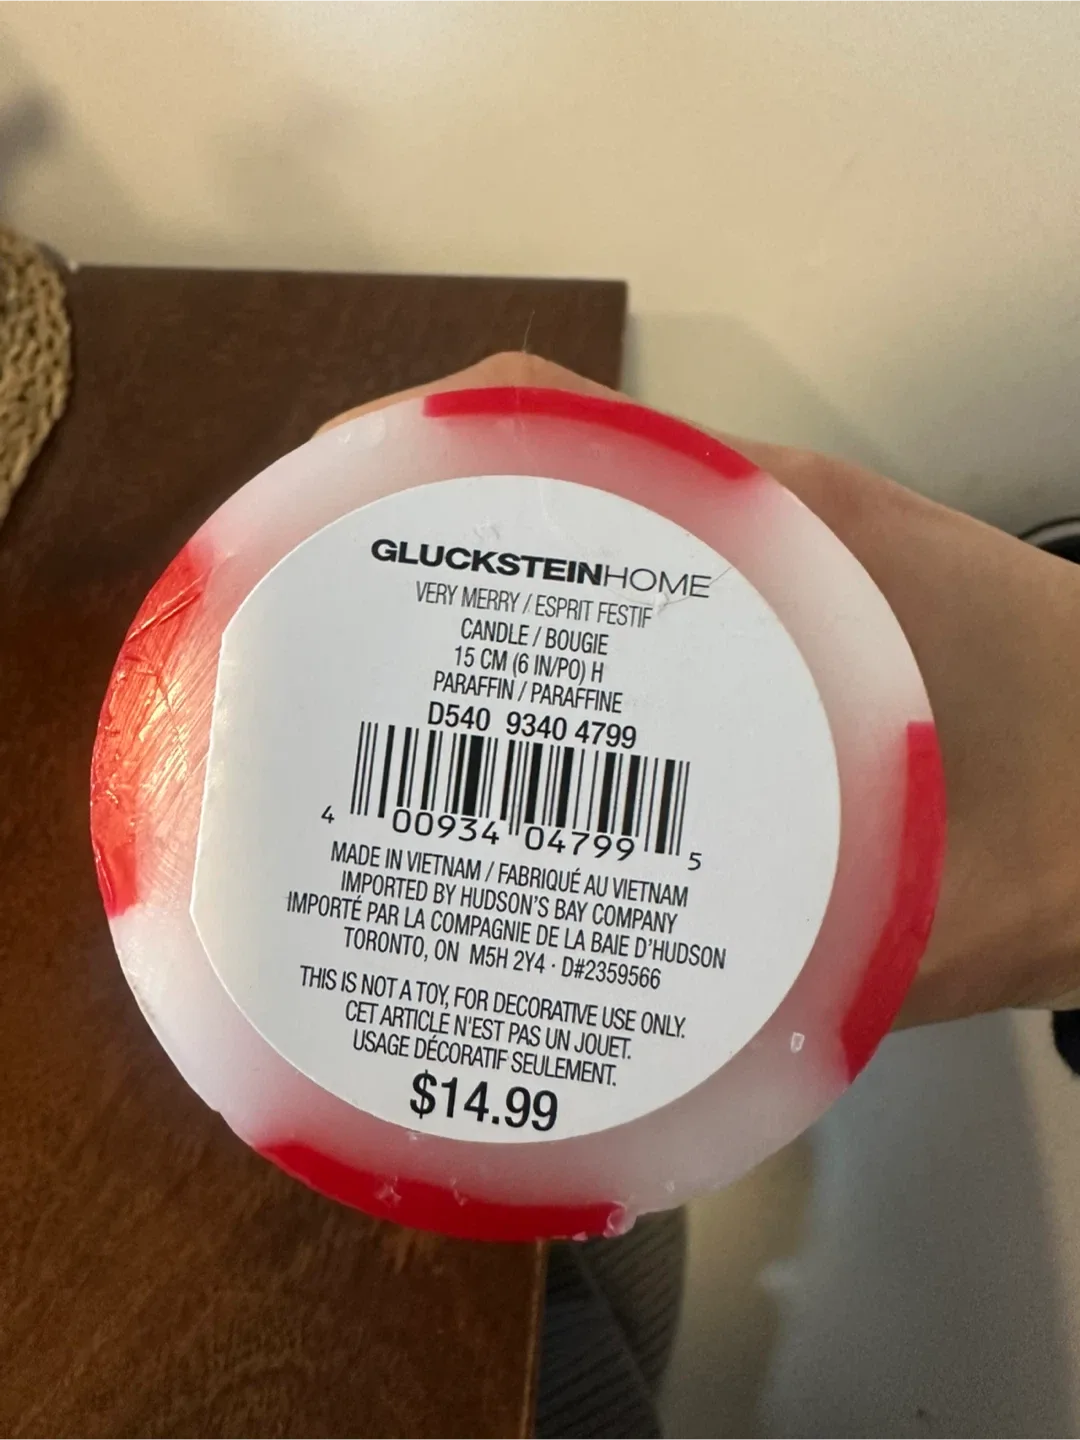 GLUCKSTEINHOME
VERY MERRY / ESPRIT FESTIF
CANDLE / BOUGIE
15 CM (6 IN/PO) H
PARAFFIN / PARAFFINE
D540 9340 4799
4 00934 04799 5
MADE IN VIETNAM / FABRIQUÉ AU VIETNAM
IMPORTED BY HUDSON'S BAY COMPANY
IMPORTÉ PAR LA COMPAGNIE DE LA BAIE D'HUDSON
TORONTO, ON M5H 2Y4 · D#2359566
THIS IS NOT A TOY, FOR DECORATIVE USE ONLY.
CET ARTICLE N'EST PAS UN JOUET.
USAGE DÉCORATIF SEULEMENT.
$14.99